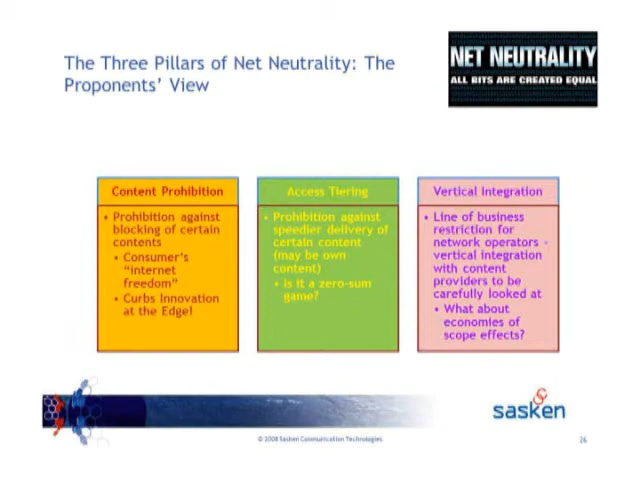 The Three Pillars of Net Neutrality: The
Proponents' View
NET NEUTRALITY
ALL BITS ARE CREATED EQUAL
Content Prohibition
• Prohibition against
blocking of certain
contents
• Consumer's
"internet
freedom"
• Curbs Innovation
at the Edge!
Access Tiering
• Prohibition against
speedier delivery of
certain content
(may be own
content)
• is it a zero-sum
game?
Vertical Integration
• Line of business
restriction for
network operators -
vertical integration
with content
providers to be
carefully looked at
• What about
economies of
scope effects?
sasken
© 2008 Sasken Communication Technologies
26